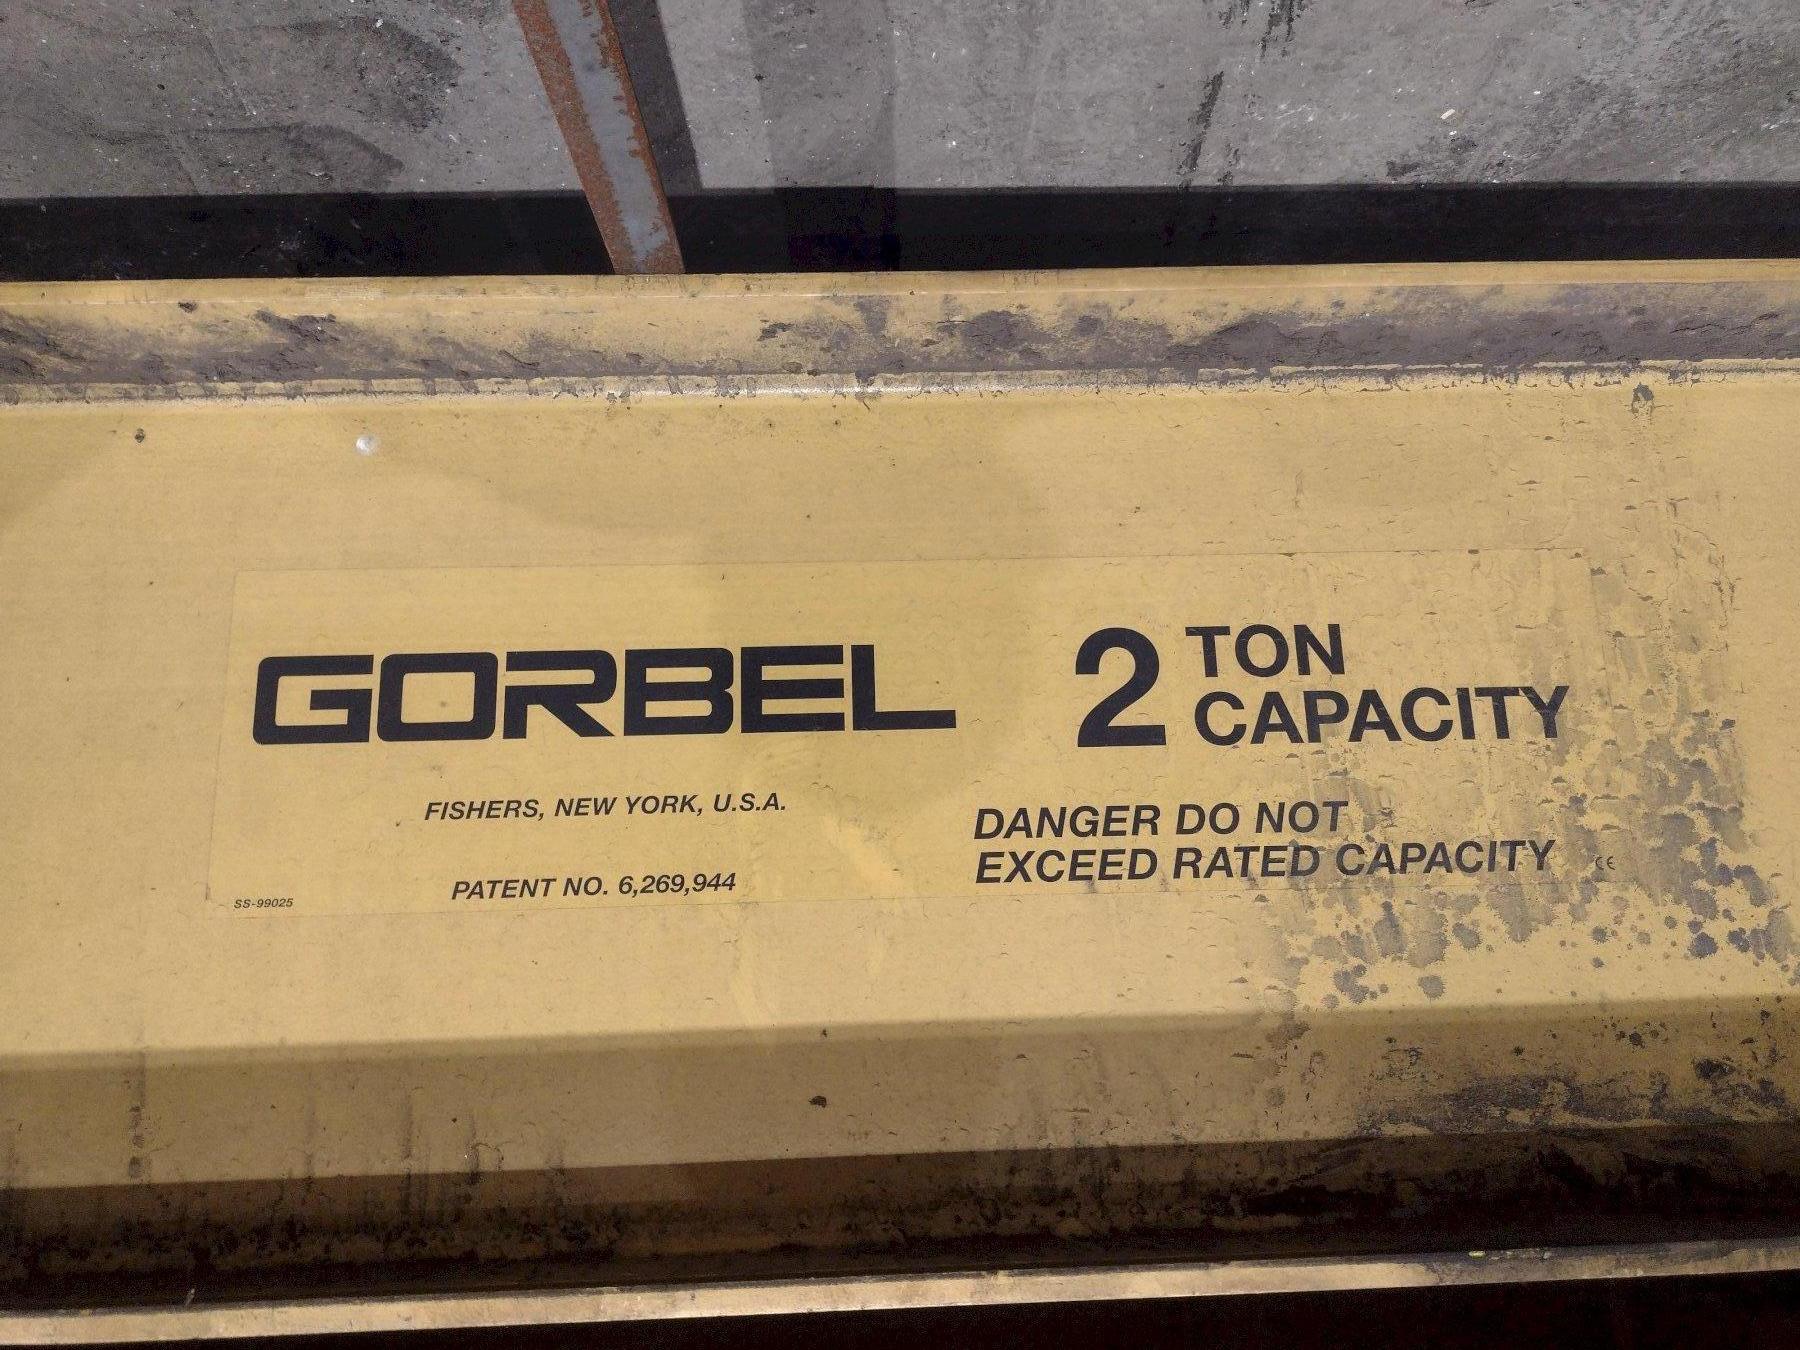 GORBEL
FISHERS, NEW YORK, U.S.A.
PATENT NO. 6,269,944
SS-99025
2 TON
CAPACITY
DANGER DO NOT
EXCEED RATED CAPACITY
CE